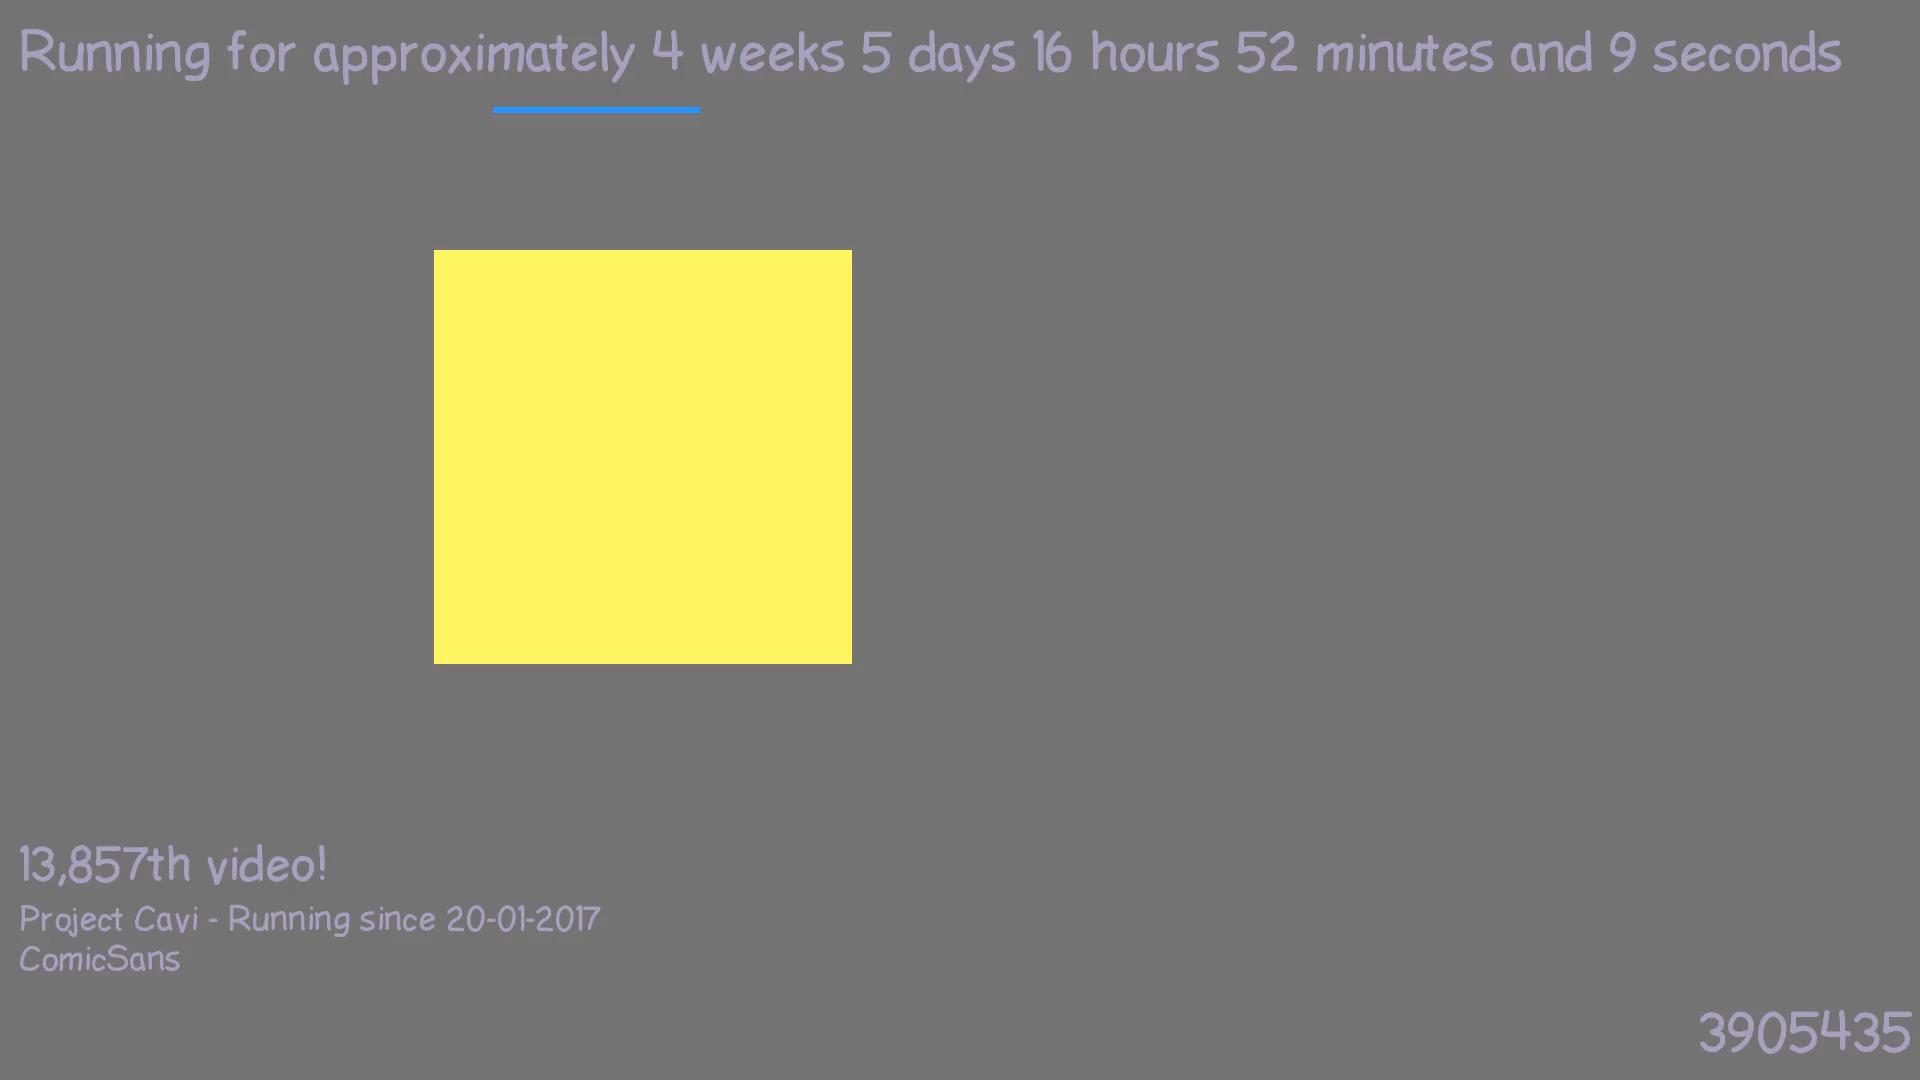 Running for approximately 4 weeks 5 days 16 hours 52 minutes and 9 seconds
13,857th video!
Project Cavi - Running since 20-01-2017
ComicSans
3905435